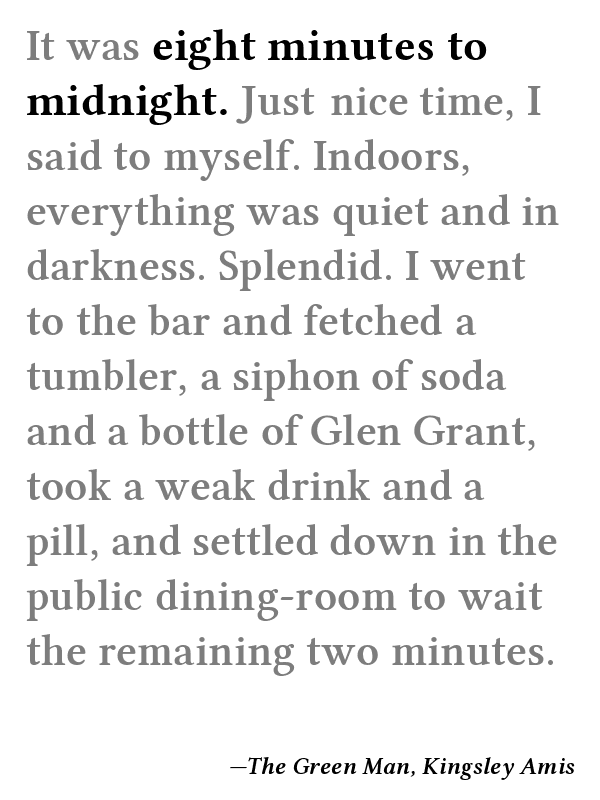 It was eight minutes to
midnight. Just nice time, I
said to myself. Indoors,
everything was quiet and in
darkness. Splendid. I went
to the bar and fetched a
tumbler, a siphon of soda
and a bottle of Glen Grant,
took a weak drink and a
pill, and settled down in the
public dining-room to wait
the remaining two minutes.
—The Green Man, Kingsley Amis